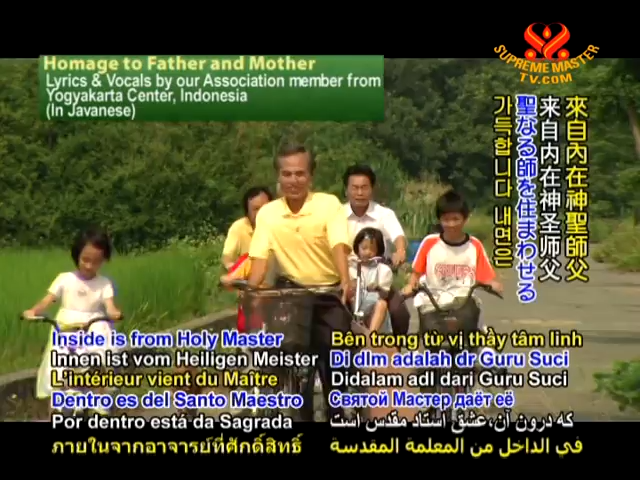 SUPREME MASTER
TV.COM
Homage to Father and Mother
Lyrics & Vocals by our Association member from
Yogyakarta Center, Indonesia
(In Javanese)
來自內在神聖師父
来自内在神圣师父
聖なる師を住まわせる
가득합니다 내면은
Inside is from Holy Master
Innen ist vom Heiligen Meister
L'intérieur vient du Maître
Dentro es del Santo Maestro
Por dentro está da Sagrada
ภายในจากอาจารย์ที่ศักดิ์สิทธิ์
Bên trong từ vị thầy tâm linh
Di dlm adalah dr Guru Suci
Didalam adl dari Guru Suci
Святой Мастер даёт её
که درون آن،عشق استاد مقدس است
في الداخل من المعلمة المقدسة